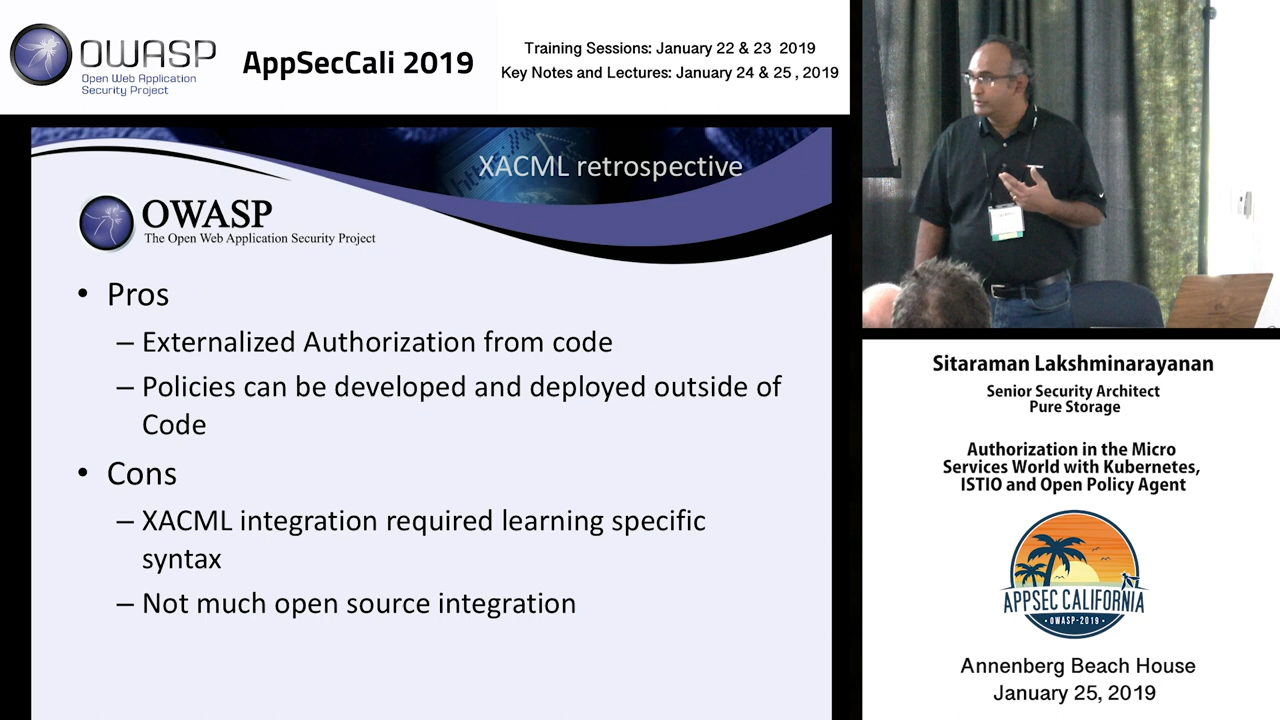 OWASP
Open Web Application
Security Project
AppSecCali 2019
Training Sessions: January 22 & 23 2019
Key Notes and Lectures: January 24 & 25 , 2019
XACML retrospective
OWASP
The Open Web Application Security Project
• Pros
– Externalized Authorization from code
– Policies can be developed and deployed outside of
Code
• Cons
– XACML integration required learning specific
syntax
– Not much open source integration
Sitaraman Lakshminarayanan
Senior Security Architect
Pure Storage
Authorization in the Micro
Services World with Kubernetes,
ISTIO and Open Policy Agent
APPSEC CALIFORNIA
• OWASP-2019 •
Annenberg Beach House
January 25, 2019